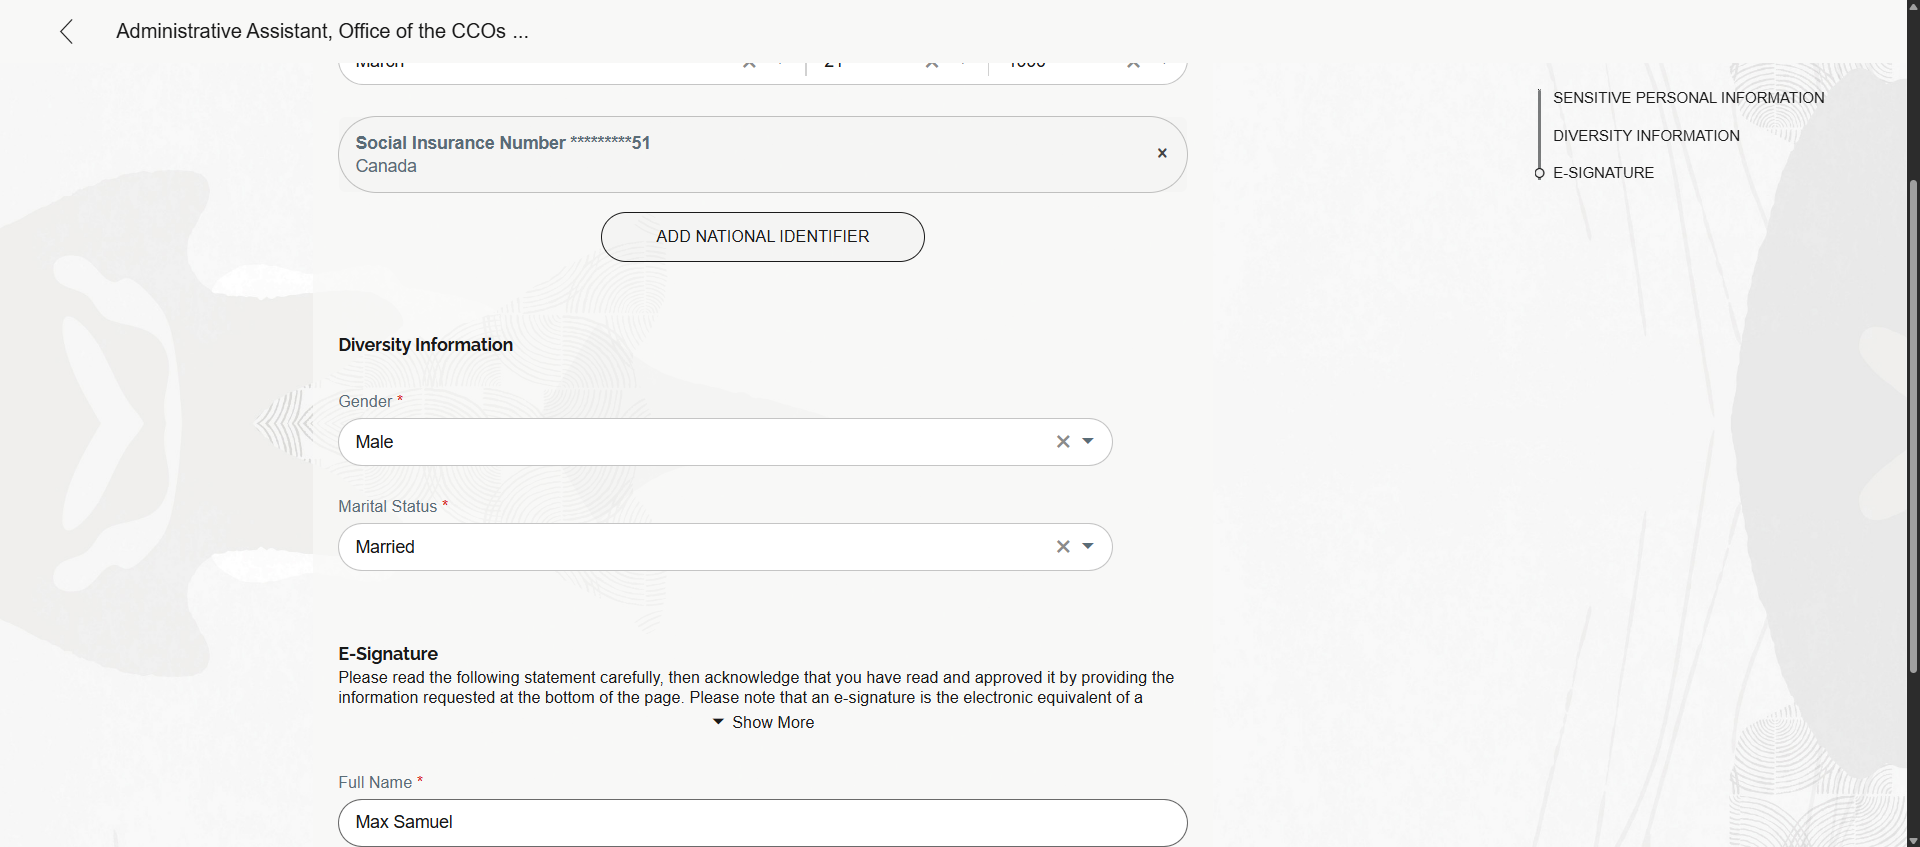 Administrative Assistant, Office of the CCOs ...
March
21
SENSITIVE PERSONAL INFORMATION
DIVERSITY INFORMATION
E-SIGNATURE
Social Insurance Number *********51
Canada
ADD NATIONAL IDENTIFIER
Diversity Information
Gender *
Male
Marital Status *
Married
E-Signature
Please read the following statement carefully, then acknowledge that you have read and approved it by providing the
information requested at the bottom of the page. Please note that an e-signature is the electronic equivalent of a
Show More
Full Name *
Max Samuel